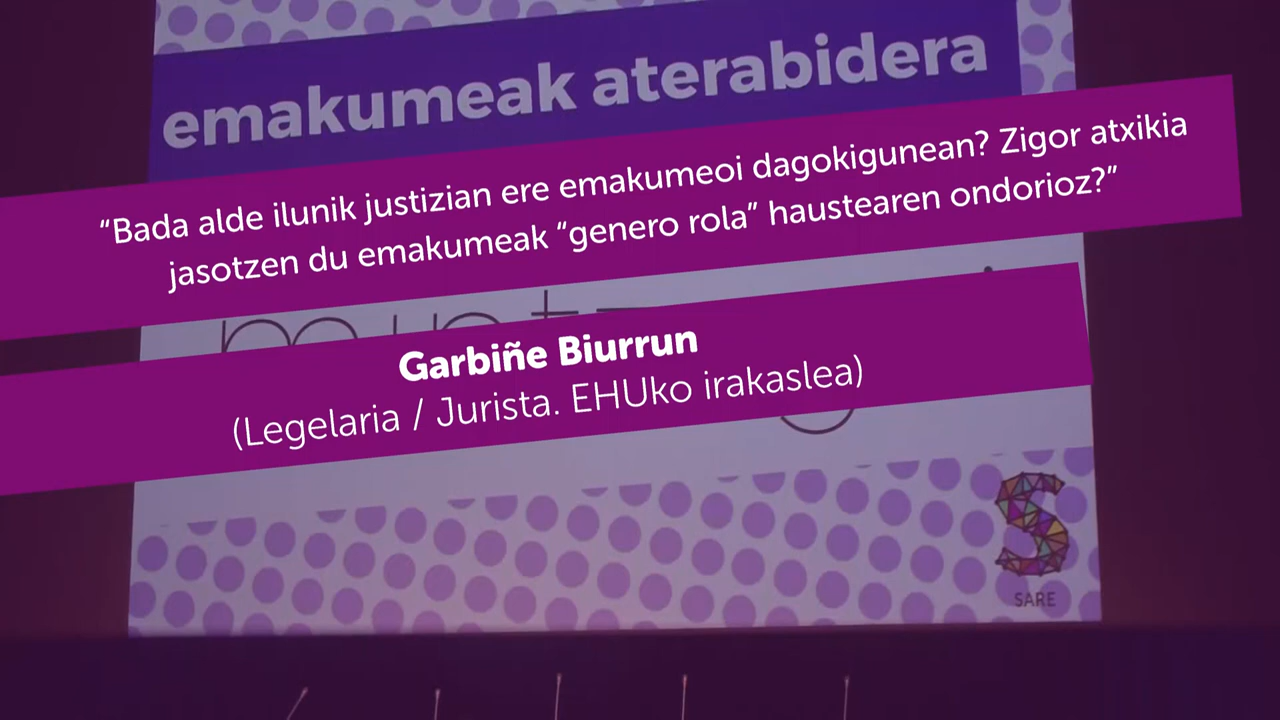 emakumeak aterabidera
“Bada alde ilunik justizian ere emakumeoi dagokigunean? Zigor atxikia
jasotzen du emakumeak “genero rola” haustearen ondorioz?”
Garbiñe Biurrun
(Legelaria / Jurista. EHUko irakaslea)
SARE